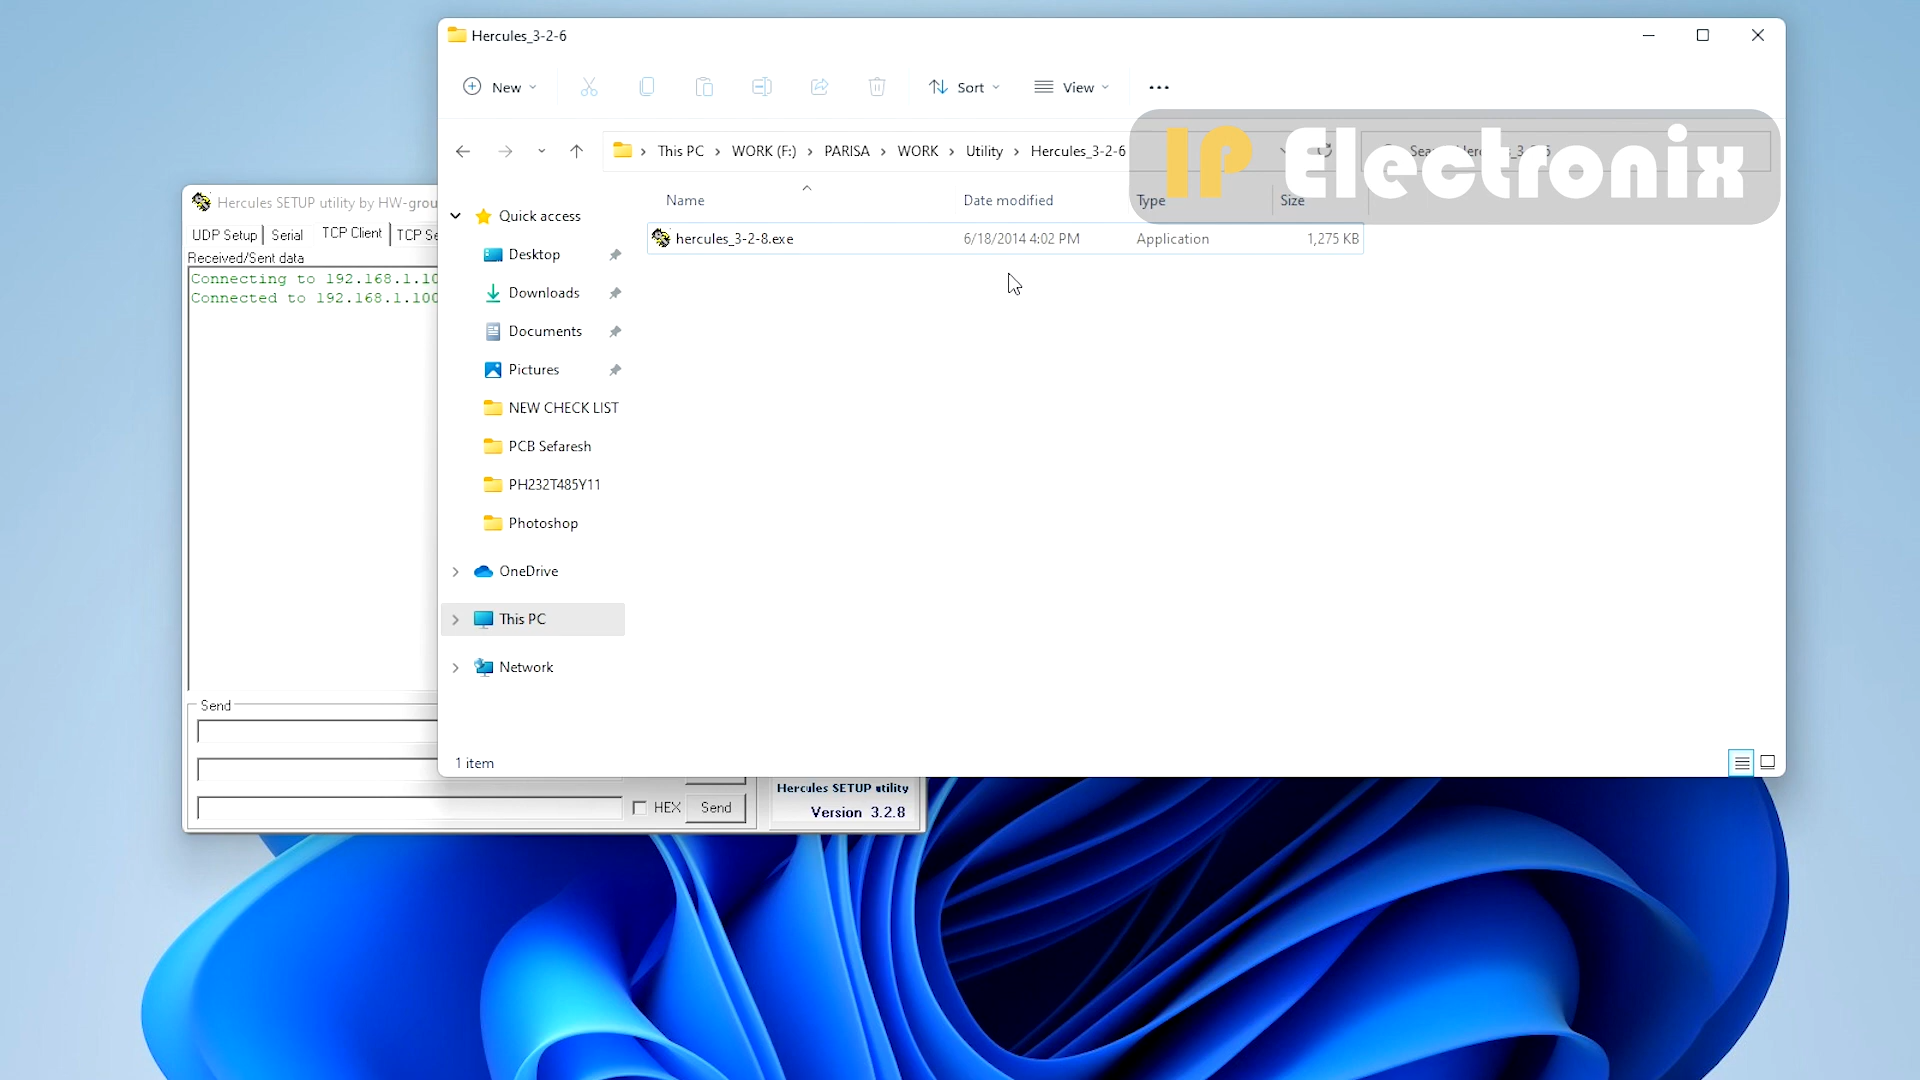 Hercules_3-2-6
New
Sort
View
This PC > WORK (F:) > PARISA > WORK > Utility > Hercules_3-2-6
IP Electronix
Name
Date modified
Type
Size
hercules_3-2-8.exe
6/18/2014 4:02 PM
Application
1,275 KB
Quick access
Desktop
Downloads
Documents
Pictures
NEW CHECK LIST
PCB Sefaresh
PH232T485Y11
Photoshop
OneDrive
This PC
Network
1 item
Hercules SETUP utility by HW-grou
UDP Setup
Serial
TCP Client
TCP Se
Received/Sent data
Connecting to 192.168.1.10
Connected to 192.168.1.100
Send
HEX
Send
Hercules SETUP utility
Version 3.2.8